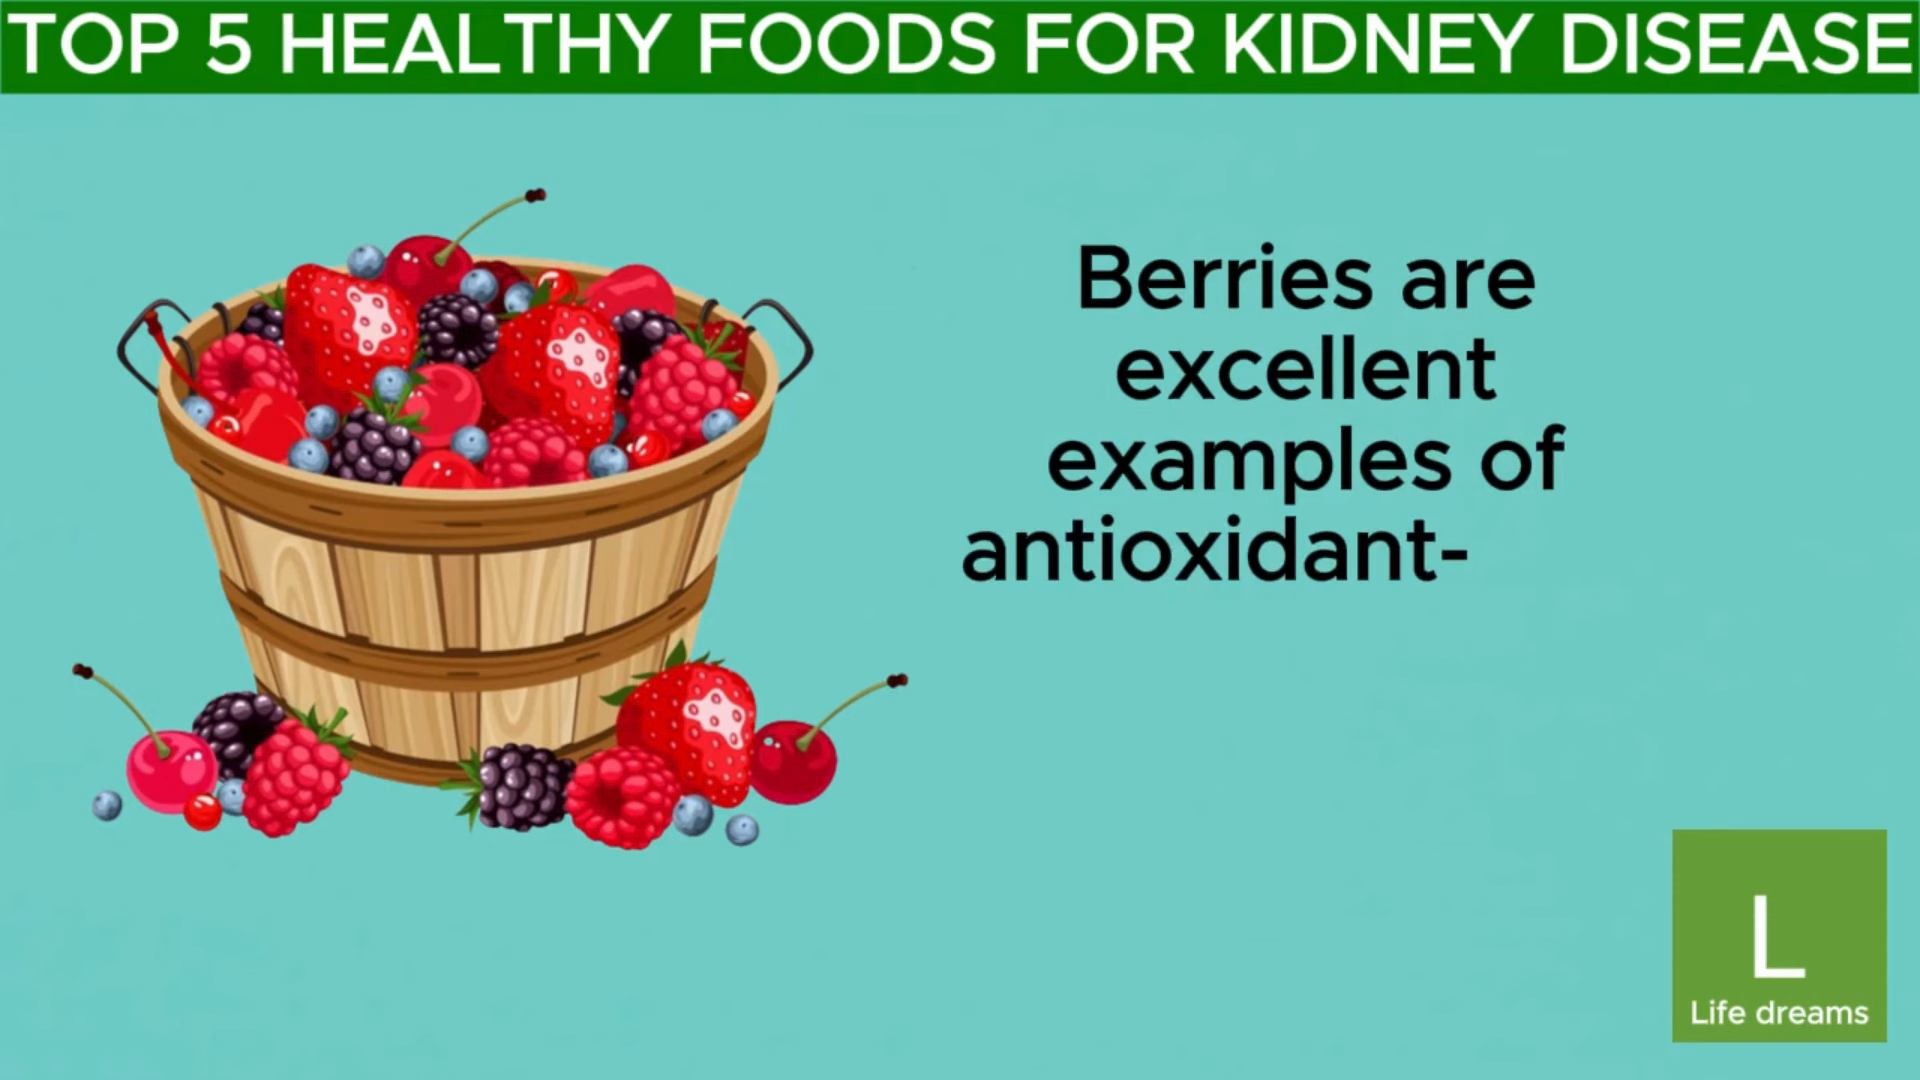 TOP 5 HEALTHY FOODS FOR KIDNEY DISEASE
Berries are
excellent
examples of
antioxidant-
L
Life dreams